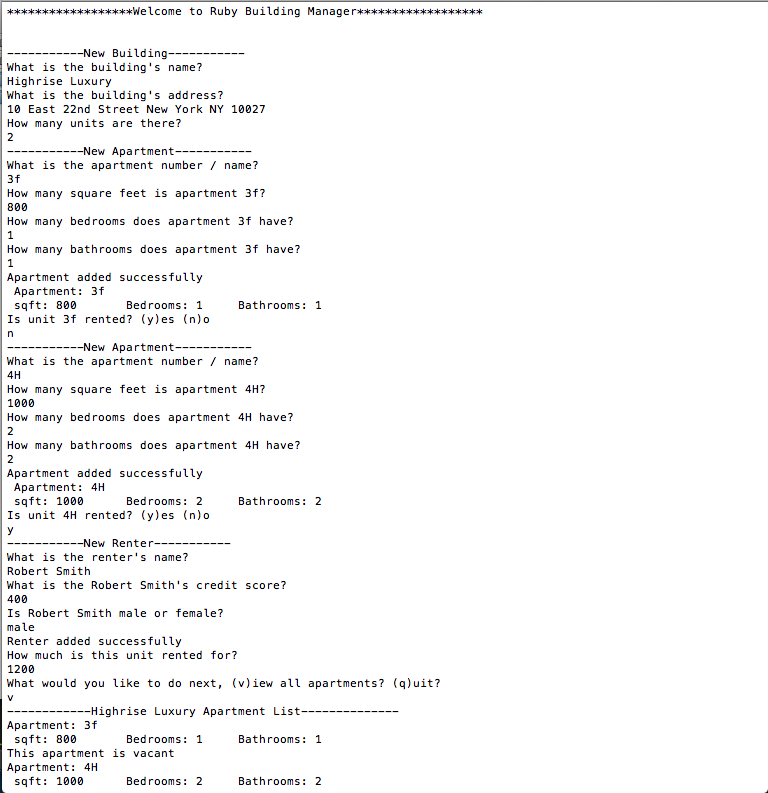 ******************Welcome to Ruby Building Manager******************
-----------New Building-----------
What is the building's name?
Highrise Luxury
What is the building's address?
10 East 22nd Street New York NY 10027
How many units are there?
2
-----------New Apartment-----------
What is the apartment number / name?
3f
How many square feet is apartment 3f?
800
How many bedrooms does apartment 3f have?
1
How many bathrooms does apartment 3f have?
1
Apartment added successfully
 Apartment: 3f
 sqft: 800       Bedrooms: 1     Bathrooms: 1
Is unit 3f rented? (y)es (n)o
n
-----------New Apartment-----------
What is the apartment number / name?
4H
How many square feet is apartment 4H?
1000
How many bedrooms does apartment 4H have?
2
How many bathrooms does apartment 4H have?
2
Apartment added successfully
 Apartment: 4H
 sqft: 1000      Bedrooms: 2     Bathrooms: 2
Is unit 4H rented? (y)es (n)o
y
-----------New Renter-----------
What is the renter's name?
Robert Smith
What is the Robert Smith's credit score?
400
Is Robert Smith male or female?
male
Renter added successfully
How much is this unit rented for?
1200
What would you like to do next, (v)iew all apartments? (q)uit?
v
------------Highrise Luxury Apartment List--------------
Apartment: 3f
 sqft: 800       Bedrooms: 1     Bathrooms: 1
This apartment is vacant
Apartment: 4H
 sqft: 1000      Bedrooms: 2     Bathrooms: 2